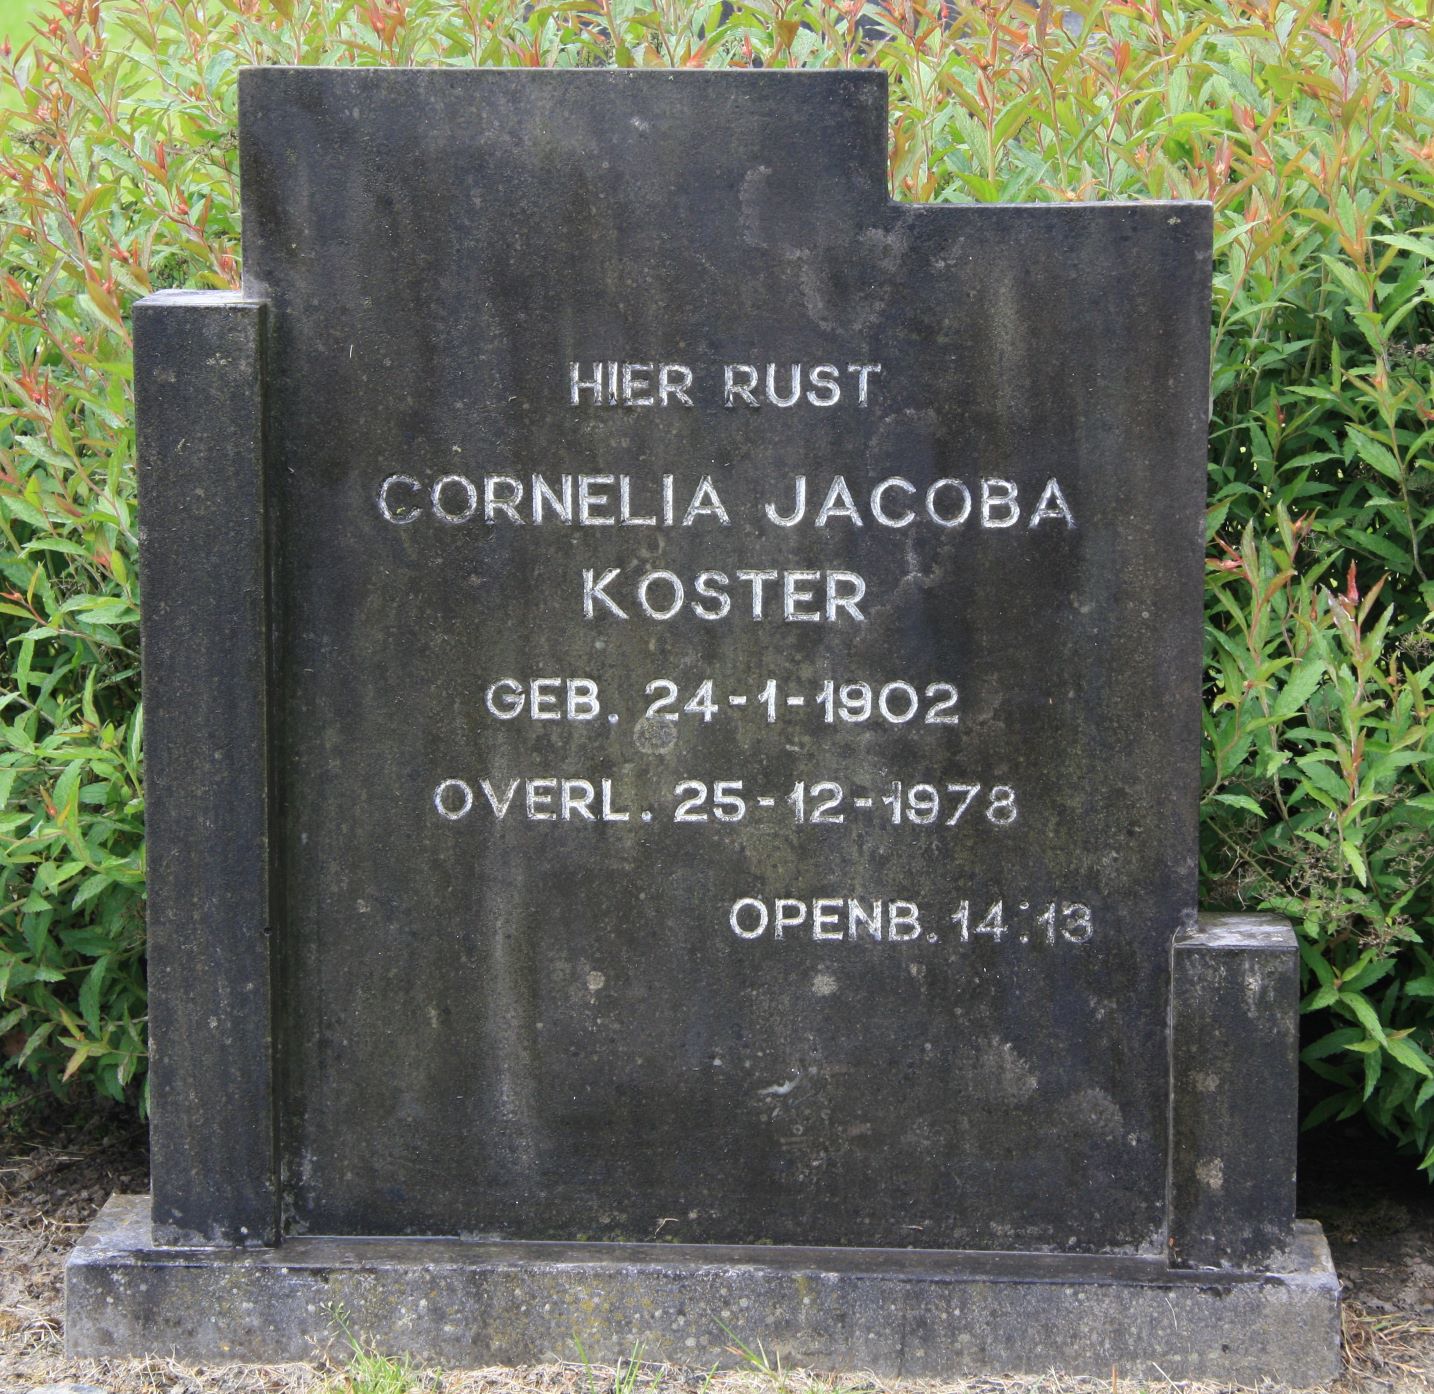 HIER RUST
CORNELIA JACOBA
KOSTER
GEB. 24-1-1902
OVERL. 25-12-1978
OPENB. 14:13